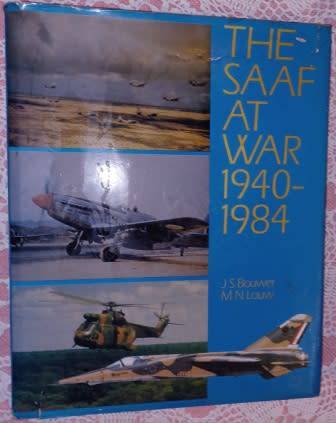 THE
SAAF
AT
WAR
1940-
1984
J S Bouwer
M N Louw